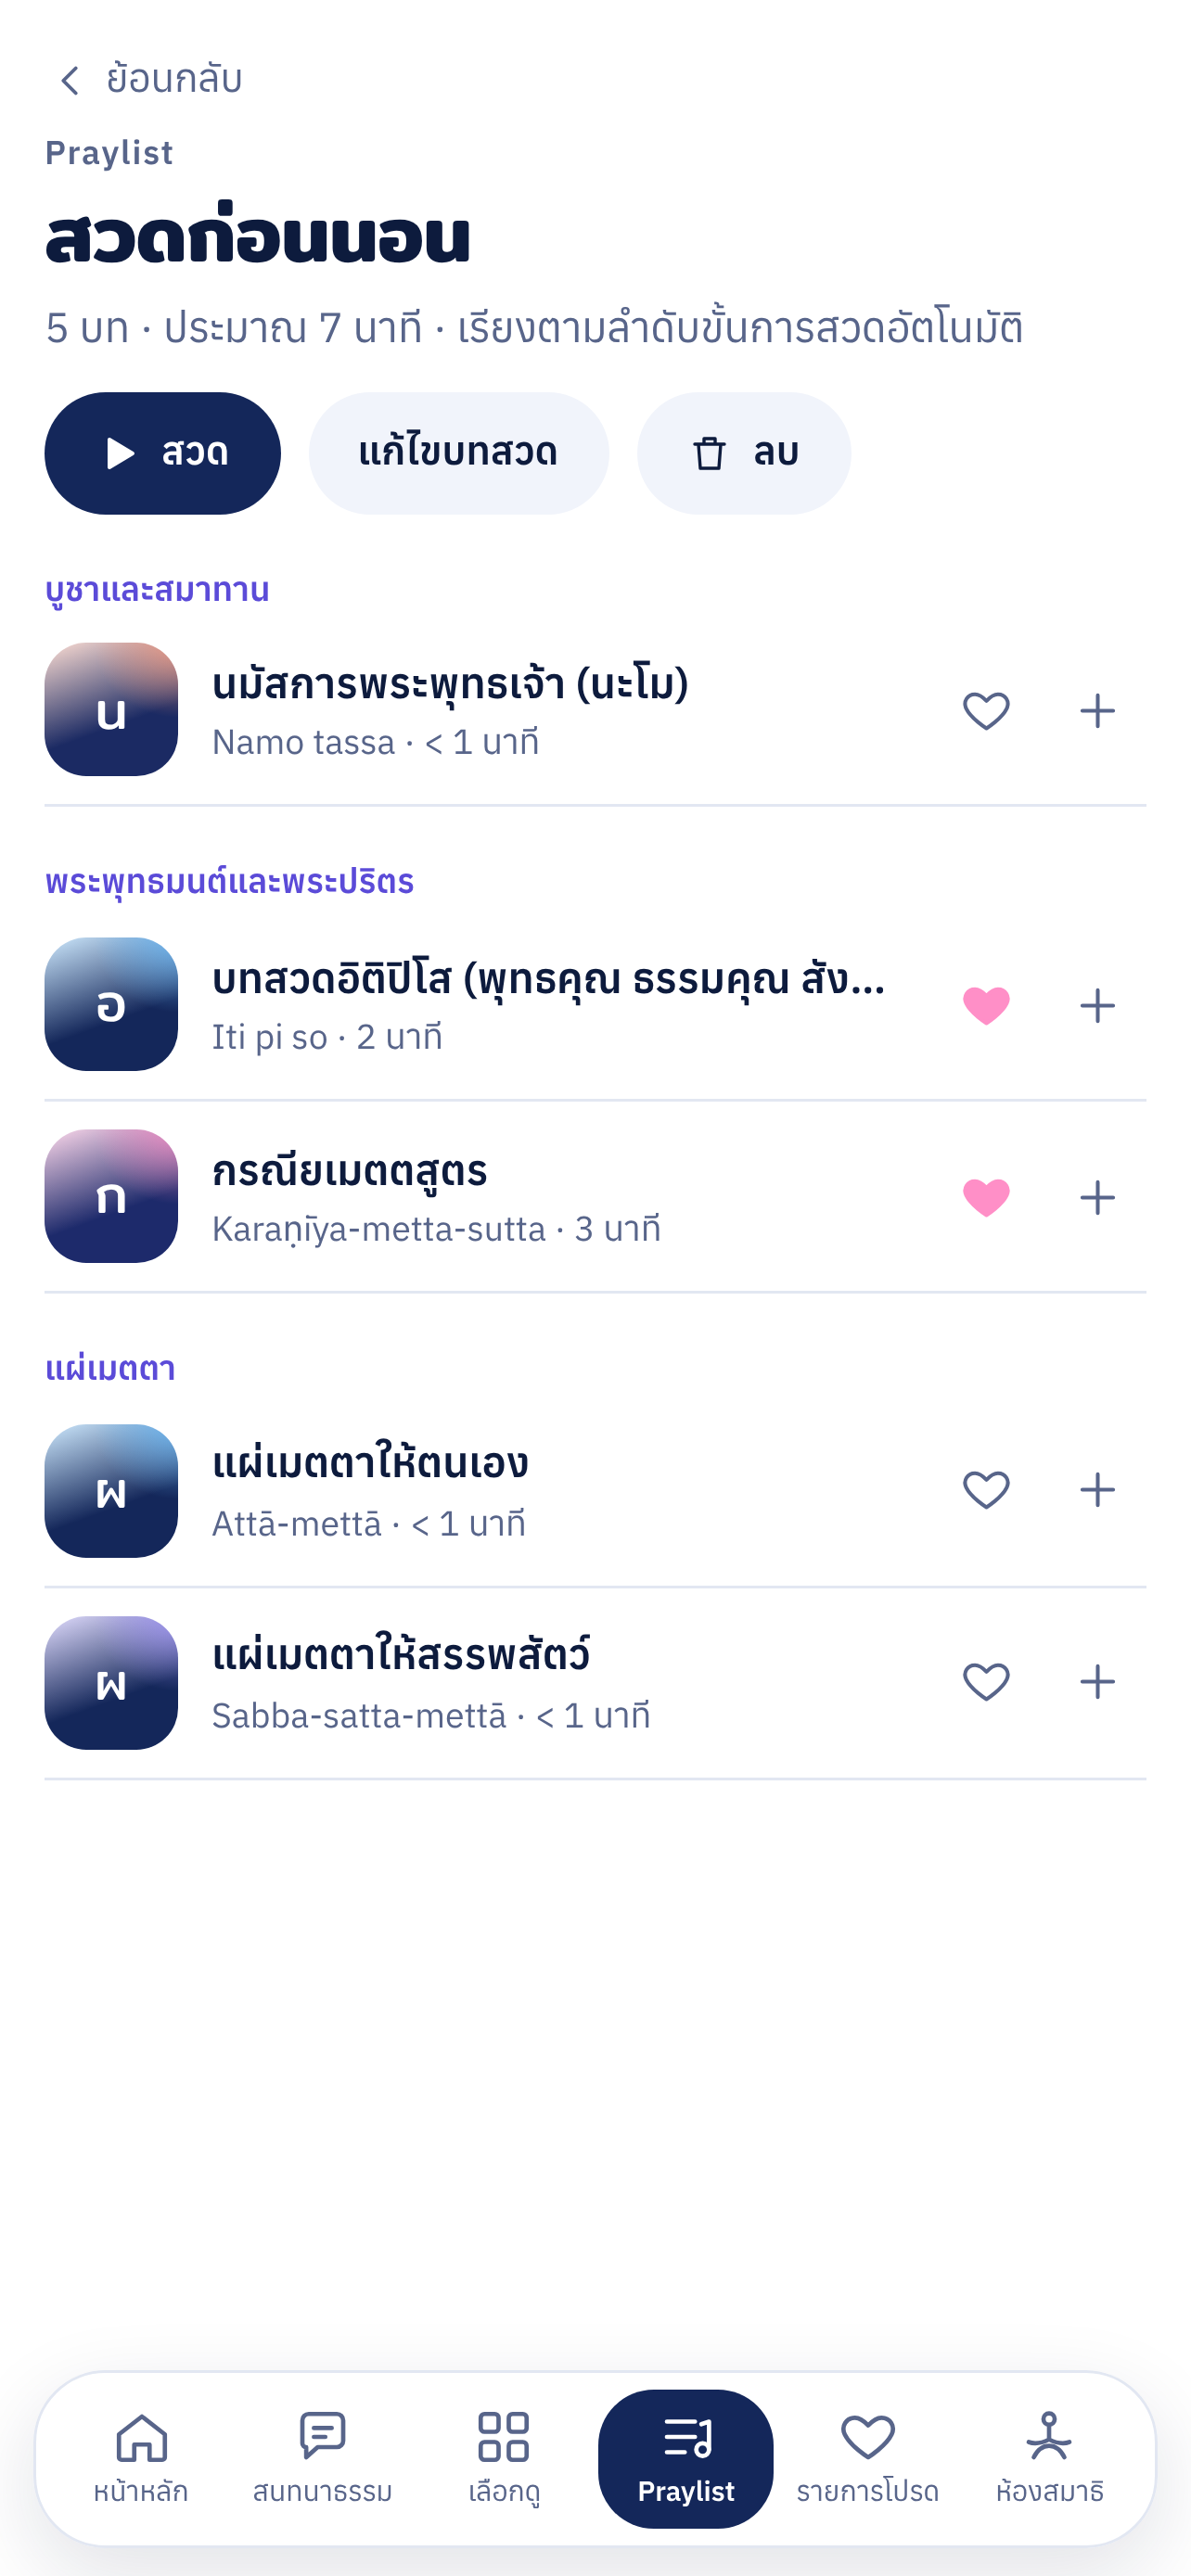 ย้อนกลับ
Praylist
สวดก่อนนอน
5 บท · ประมาณ 7 นาที · เรียงตามลำดับขั้นการสวดอัตโนมัติ
สวด
แก้ไขบทสวด
ลบ
บูชาและสมาทาน
น
นมัสการพระพุทธเจ้า (นะโม)
Namo tassa · < 1 นาที
พระพุทธมนต์และพระปริตร
อ
บทสวดอิติปิโส (พุทธคุณ ธรรมคุณ สัง...
Iti pi so · 2 นาที
ก
กรณียเมตตสูตร
Karaṇīya-metta-sutta · 3 นาที
แผ่เมตตา
ผ
แผ่เมตตาให้ตนเอง
Attā-mettā · < 1 นาที
ผ
แผ่เมตตาให้สรรพสัตว์
Sabba-satta-mettā · < 1 นาที
หน้าหลัก
สนทนาธรรม
เลือกดู
Praylist
รายการโปรด
ห้องสมาธิ